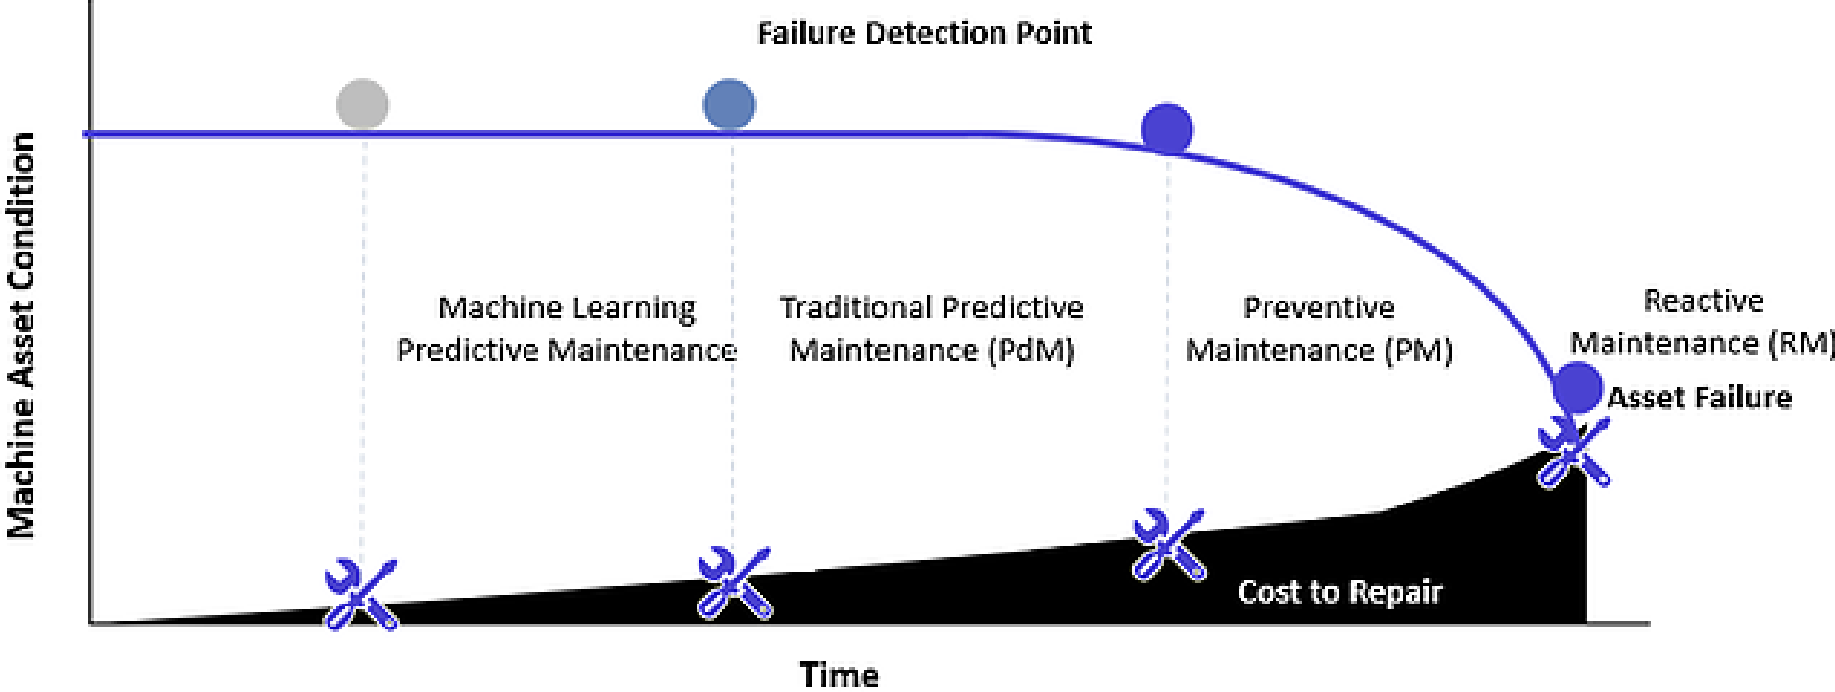 Failure Detection Point
Machine Asset Condition
Machine Learning
Predictive Maintenance
Traditional Predictive
Maintenance (PdM)
Preventive
Maintenance (PM)
Reactive
Maintenance (RM)
Asset Failure
Cost to Repair
Time